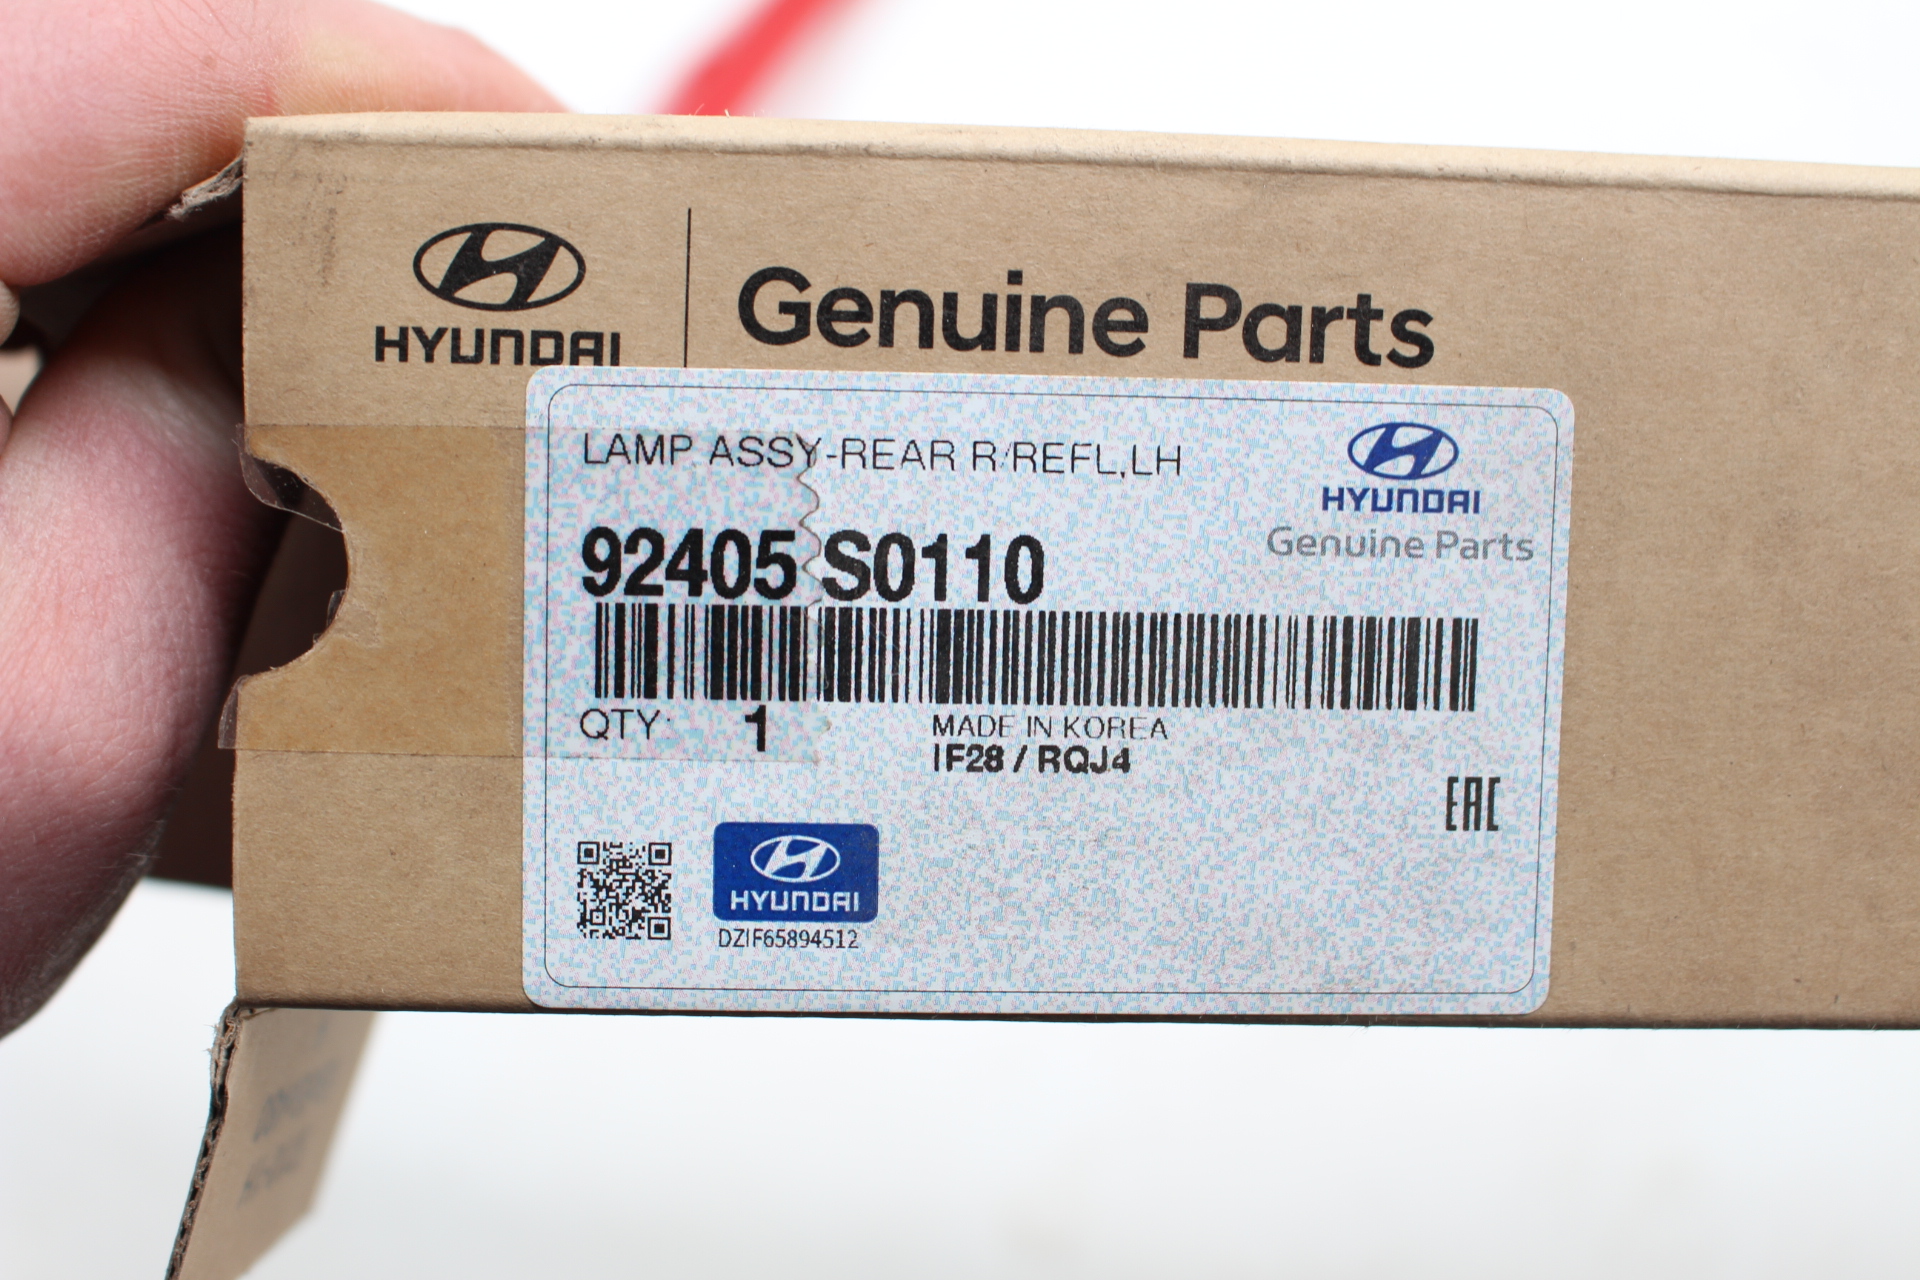 HYUNDAI
Genuine Parts
LAMP ASSY-REAR R/REFL,LH
HYUNDAI
Genuine Parts
92405 S0110
QTY: 1
MADE IN KOREA
IF28 / RQJ4
EAC
HYUNDAI
DZIF65894512